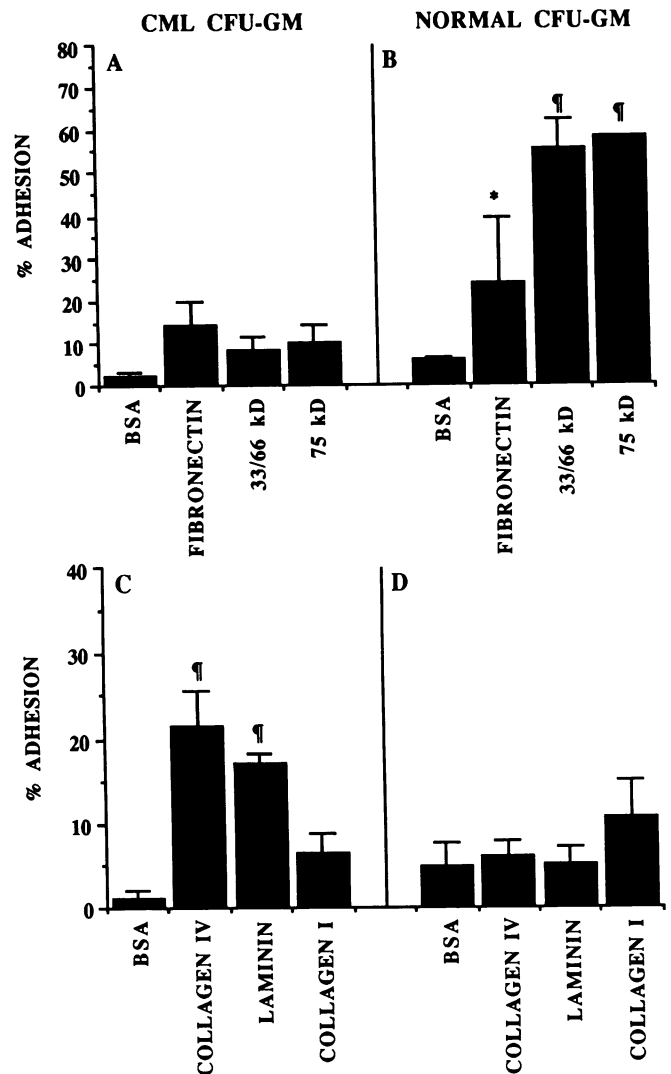 CML CFU-GM NORMAL CFU-GM
A B
80
70
60
50
40
30
20
10
0
% ADHESION
¶ ¶
*
BSA
FIBRONECTIN
33/66 kD
75 kD
BSA
FIBRONECTIN
33/66 kD
75 kD
C D
40
30
20
10
0
% ADHESION
¶
¶
BSA
COLLAGEN IV
LAMININ
COLLAGEN I
BSA
COLLAGEN IV
LAMININ
COLLAGEN I